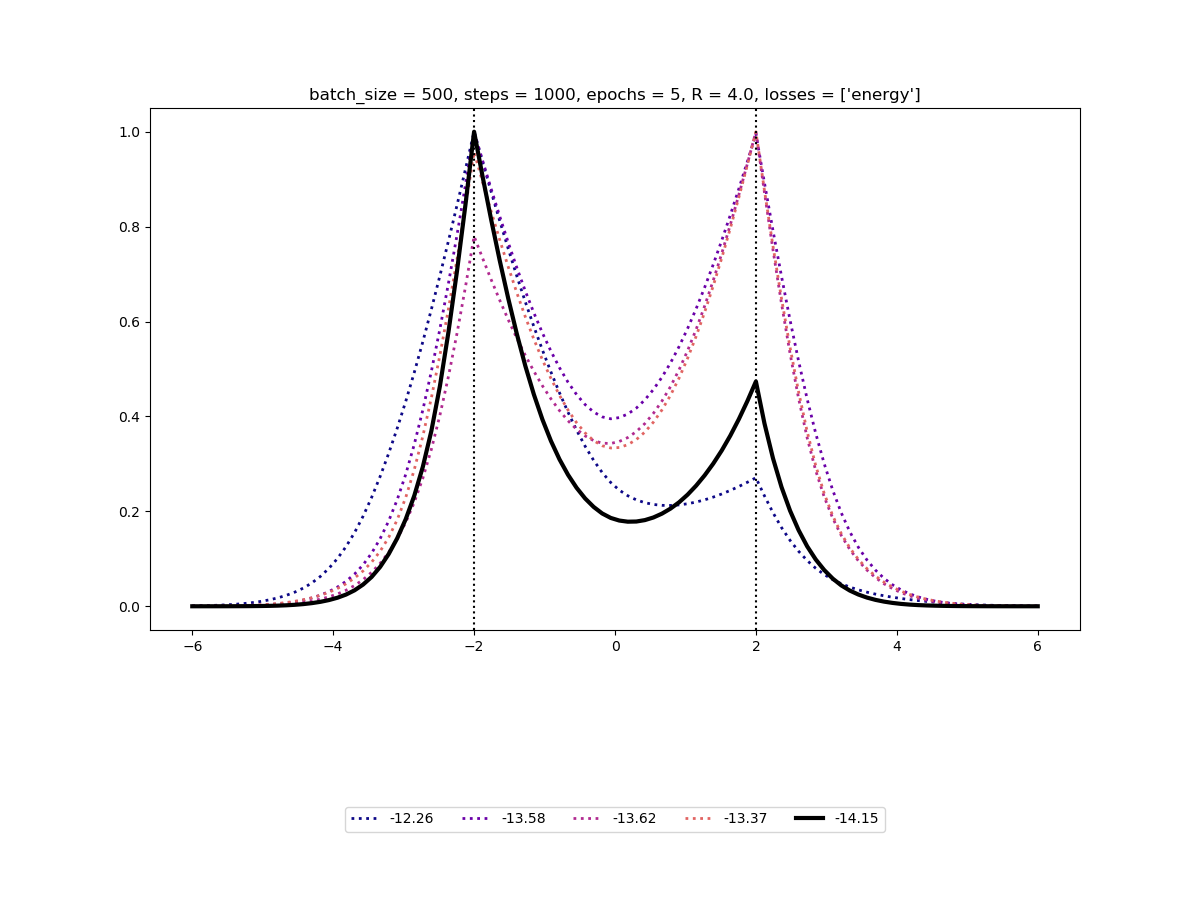 batch_size = 500, steps = 1000, epochs = 5, R = 4.0, losses = ['energy']
1.0
0.8
0.6
0.4
0.2
0.0
−6 −4 −2 0 2 4 6
-12.26 -13.58 -13.62 -13.37 -14.15